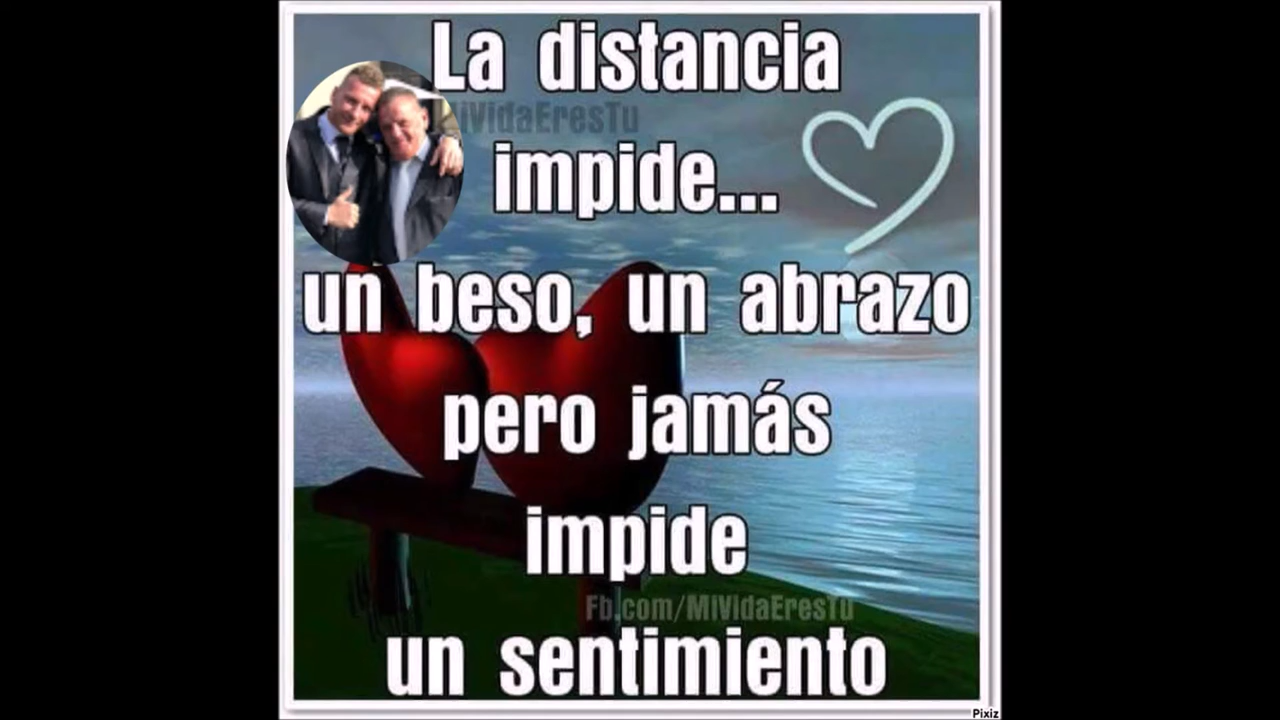 La distancia
MiVidaEresTu
impide...
un beso, un abrazo
pero jamás
impide
Fb.com/MiVidaEresTu
un sentimiento
Pixiz